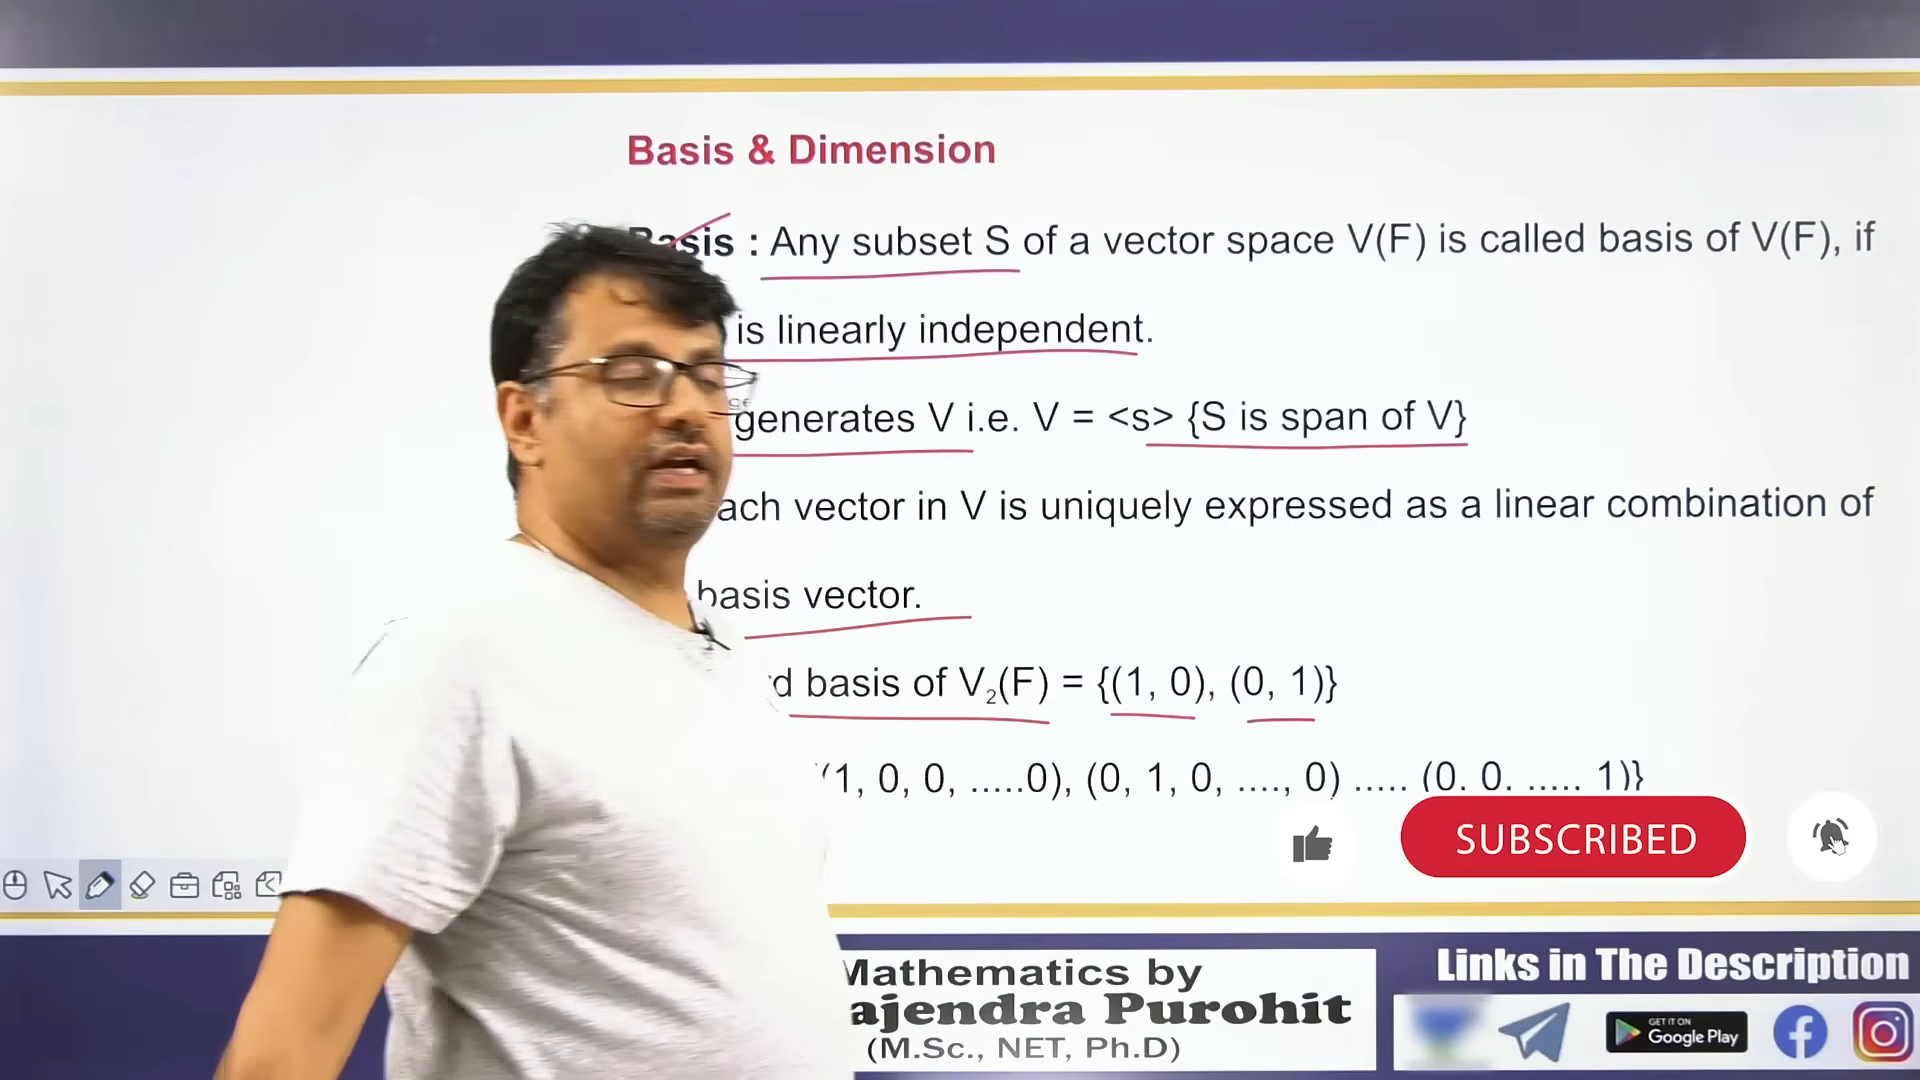 Basis & Dimension
Basis : Any subset S of a vector space V(F) is called basis of V(F), if
is linearly independent.
generates V i.e. V = <s> {S is span of V}
ach vector in V is uniquely expressed as a linear combination of
basis vector.
d basis of V₂(F) = {(1, 0), (0, 1)}
(1, 0, 0, .....0), (0, 1, 0, ...., 0) ..... (0, 0, ..... 1)}
SUBSCRIBED
Links in The Description
Mathematics by
ajendra Purohit
(M.Sc., NET, Ph.D)
GET IT ON
Google Play